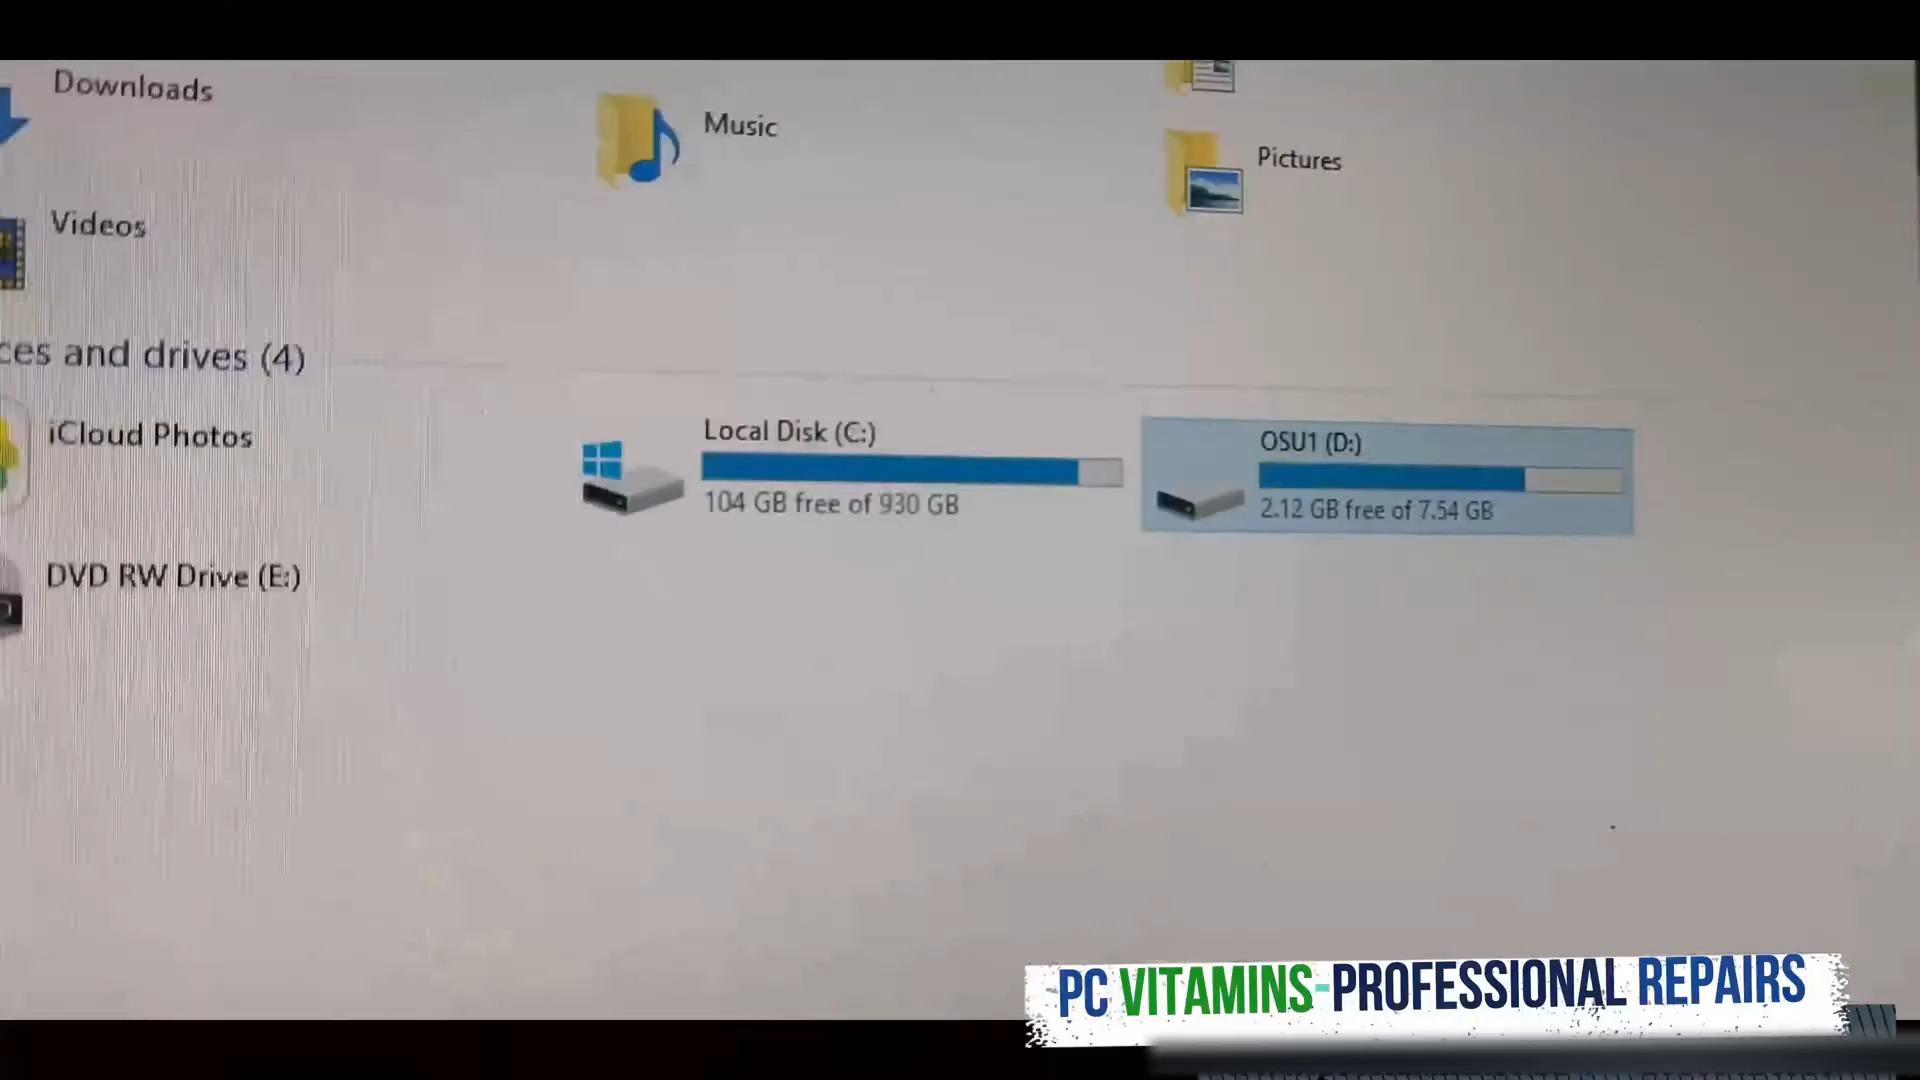 Downloads
Music
Pictures
Videos
ces and drives (4)
iCloud Photos
Local Disk (C:)
104 GB free of 930 GB
OSU1 (D:)
2.12 GB free of 7.54 GB
DVD RW Drive (E:)
PC VITAMINS-PROFESSIONAL REPAIRS